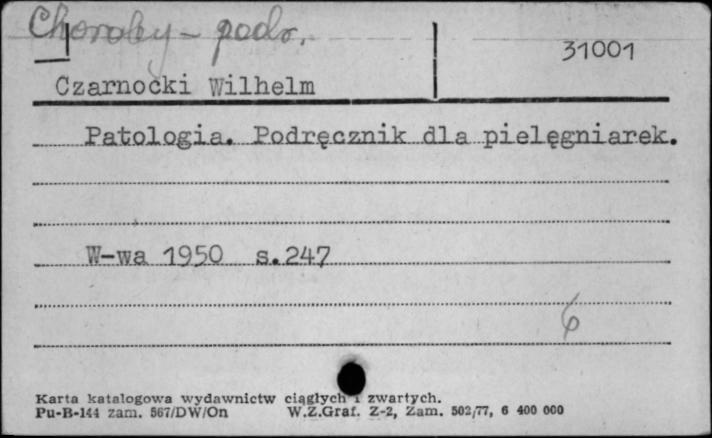 Choroby - podr.
31001
Czarnocki Wilhelm
Patologia. Podręcznik dla pielęgniarek.
W-wa 1950 s.247
6
Karta katalogowa wydawnictw ciągłych i zwartych.
Pu-B-144 zam. 567/DW/On W.Z.Graf. Z-2, Zam. 502/77, 6 400 000